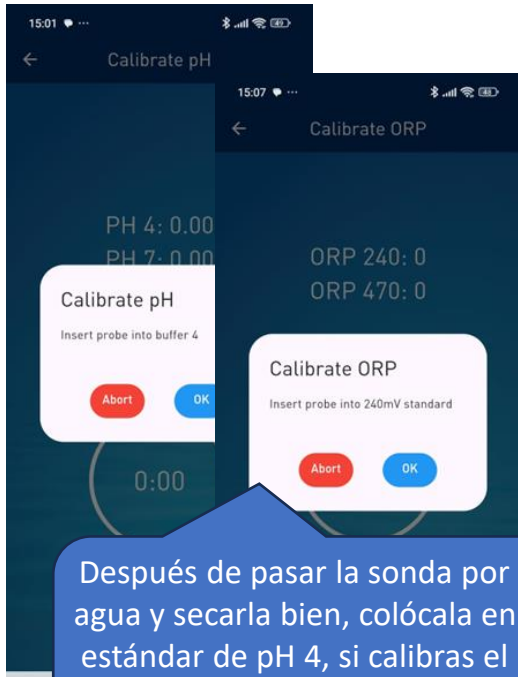 15:01
Calibrate pH
PH 4: 0.00
PH 7: 0.00
Calibrate pH
Insert probe into buffer 4
Abort OK
0:00
15:07
Calibrate ORP
ORP 240: 0
ORP 470: 0
Calibrate ORP
Insert probe into 240mV standard
Abort OK
Después de pasar la sonda por
agua y secarla bien, colócala en
estándar de pH 4, si calibras el